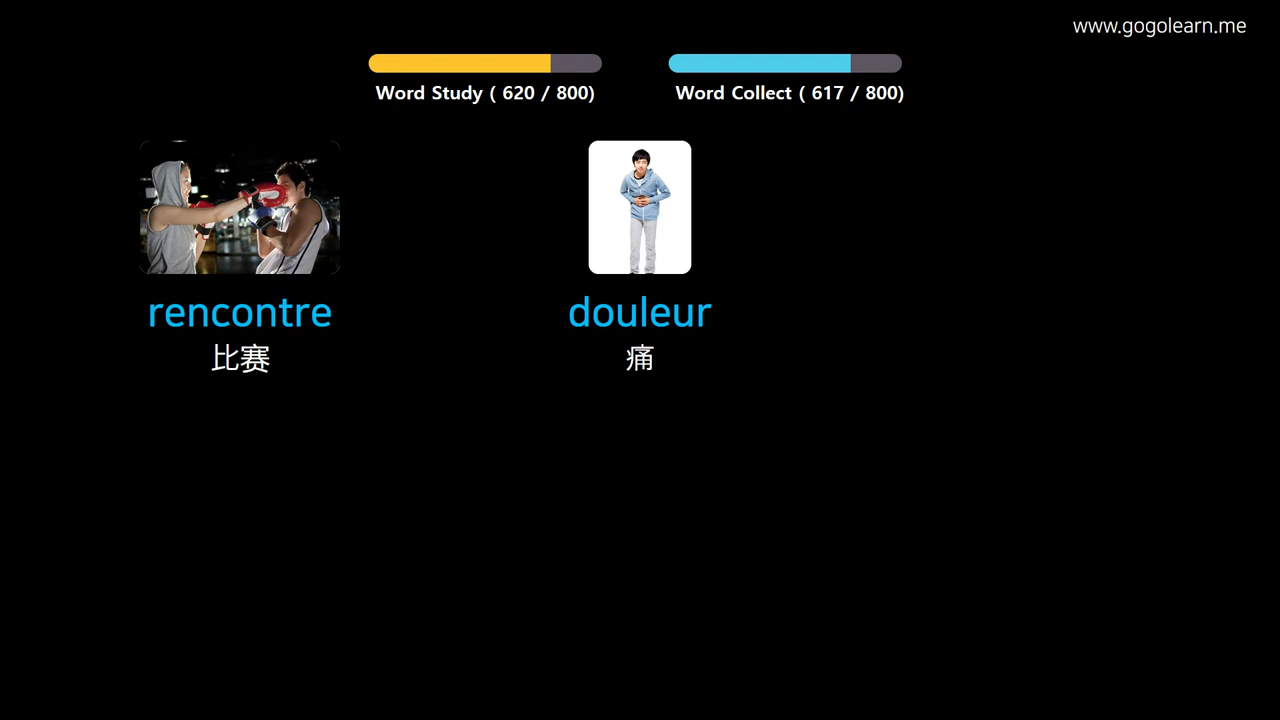 www.gogolearn.me
Word Study ( 620 / 800)
Word Collect ( 617 / 800)
rencontre
比赛
douleur
痛